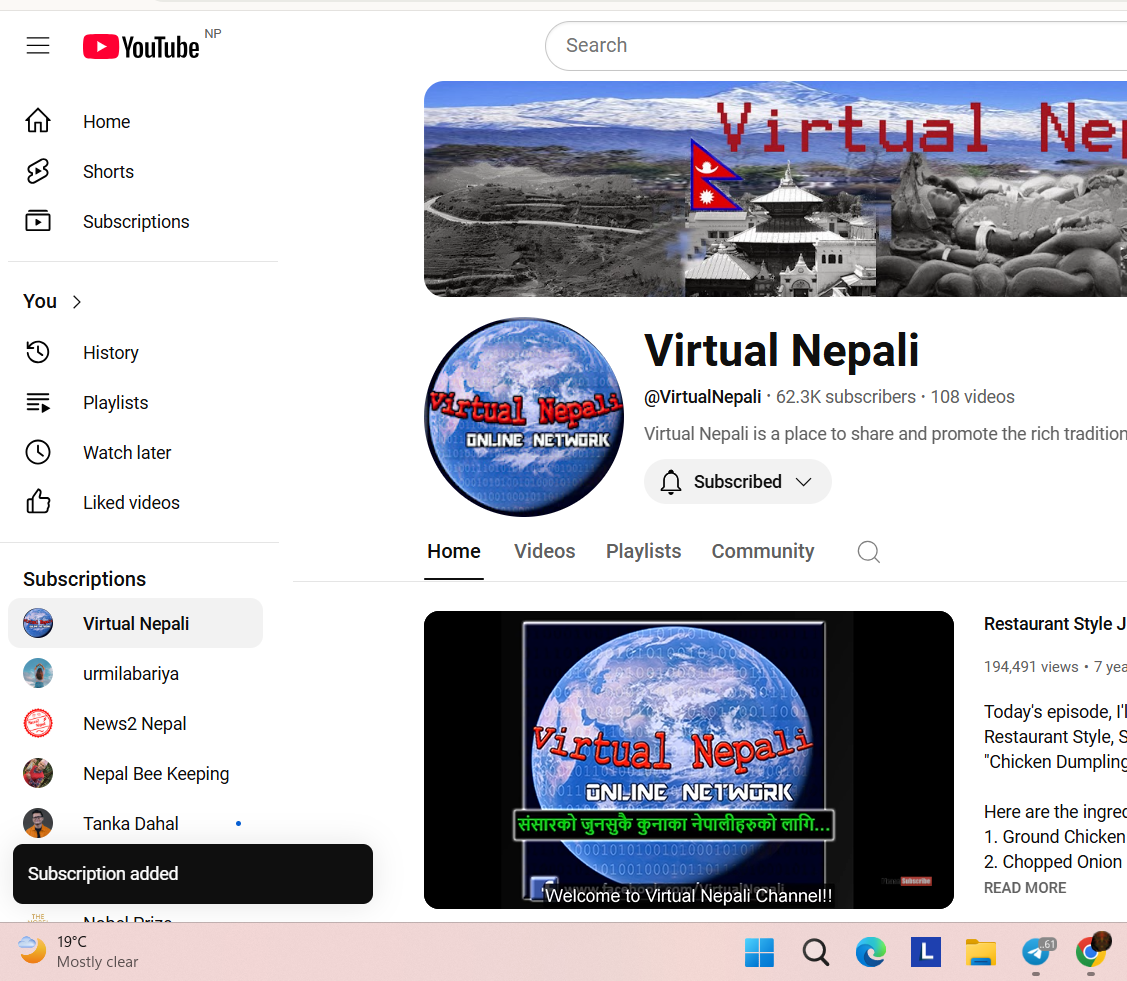 YouTube NP
Search
Home
Shorts
Subscriptions
You
History
Playlists
Watch later
Liked videos
Subscriptions
Virtual Nepali
urmilabariya
News2 Nepal
Nepal Bee Keeping
Tanka Dahal
Subscription added
Nobel Prize
Virtual Nep
Virtual Nepali
ONLINE NETWORK
Virtual Nepali
@VirtualNepali · 62.3K subscribers · 108 videos
Virtual Nepali is a place to share and promote the rich tradition
Subscribed
Home Videos Playlists Community
Virtual Nepali
ONLINE NETWORK
संसारको जुनसुकै कुनाका नेपालीहरुको लागि...
www.facebook.com/VirtualNepali
Welcome to Virtual Nepali Channel!!
Subscribe
Restaurant Style J
194,491 views • 7 yea
Today's episode, I'l
Restaurant Style, S
"Chicken Dumpling
Here are the ingred
1. Ground Chicken
2. Chopped Onion
READ MORE
19°C
Mostly clear
L
..61